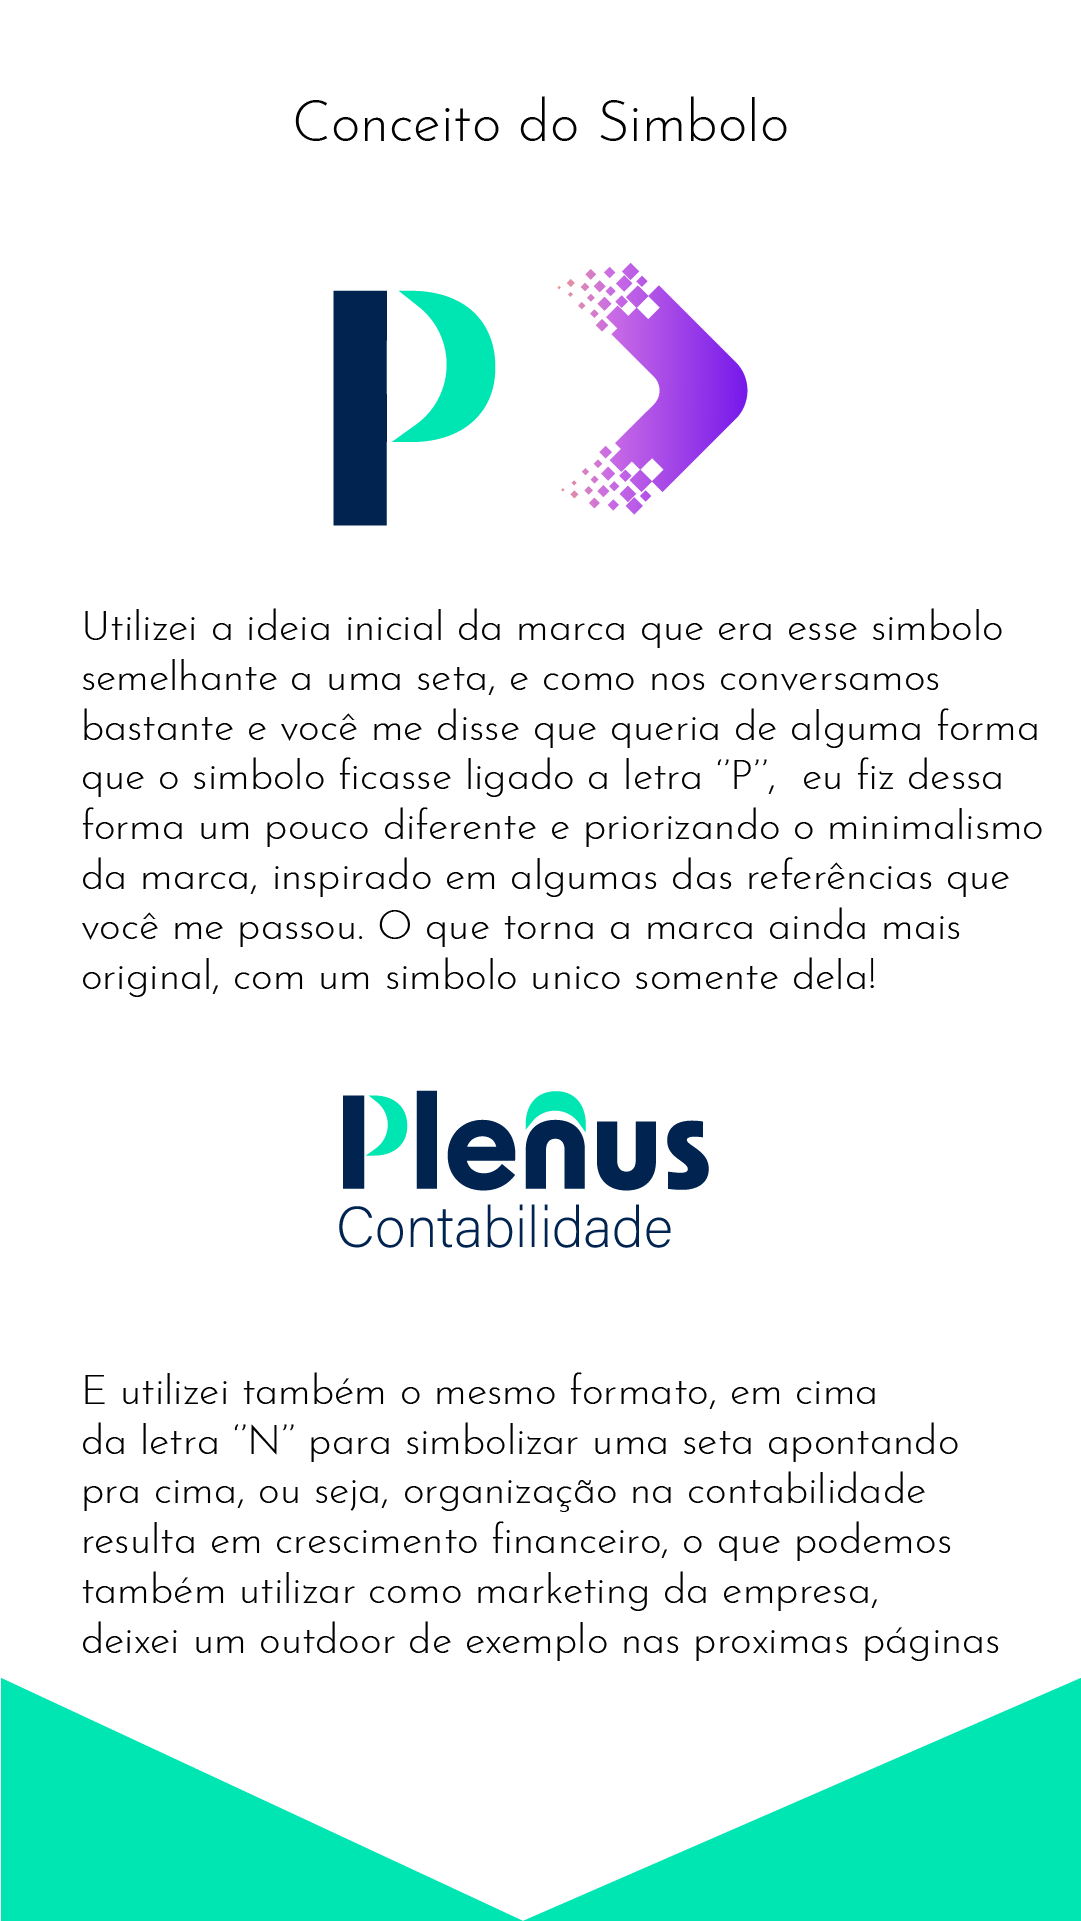 Conceito do Simbolo
P
Utilizei a ideia inicial da marca que era esse simbolo
semelhante a uma seta, e como nos conversamos
bastante e você me disse que queria de alguma forma
que o simbolo ficasse ligado a letra “P”,  eu fiz dessa
forma um pouco diferente e priorizando o minimalismo
da marca, inspirado em algumas das referências que
você me passou. O que torna a marca ainda mais
original, com um simbolo unico somente dela!
Plenus
Contabilidade
E utilizei também o mesmo formato, em cima
da letra “N” para simbolizar uma seta apontando
pra cima, ou seja, organização na contabilidade
resulta em crescimento financeiro, o que podemos
também utilizar como marketing da empresa,
deixei um outdoor de exemplo nas proximas páginas